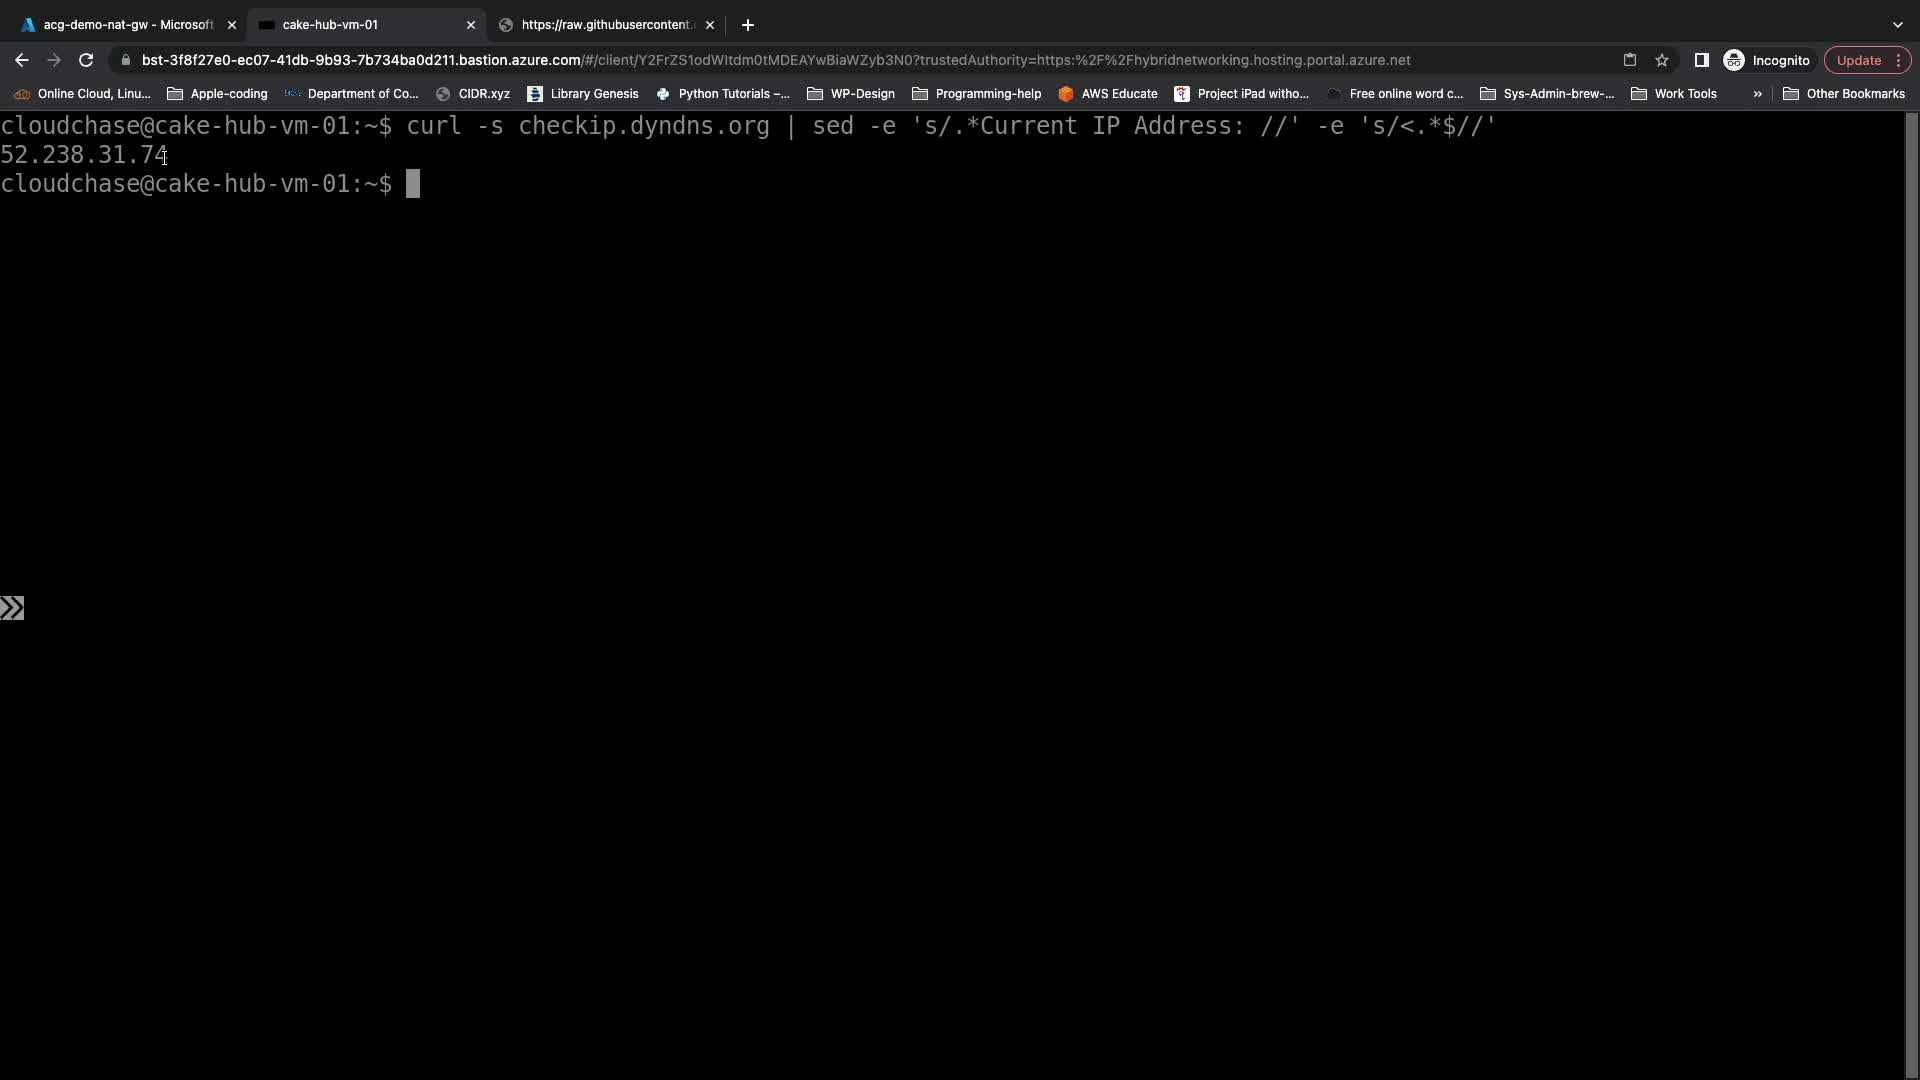 acg-demo-nat-gw - Microsoft
cake-hub-vm-01
https://raw.githubusercontent.
bst-3f8f27e0-ec07-41db-9b93-7b734ba0d211.bastion.azure.com/#/client/Y2FrZS1odWItdm0tMDEAYwBiaWZyb3N0?trustedAuthority=https:%2F%2Fhybridnetworking.hosting.portal.azure.net
Incognito
Update
Online Cloud, Linu... Apple-coding Department of Co... CIDR.xyz Library Genesis Python Tutorials –... WP-Design Programming-help AWS Educate Project iPad witho... Free online word c... Sys-Admin-brew-... Work Tools » Other Bookmarks
cloudchase@cake-hub-vm-01:~$ curl -s checkip.dyndns.org | sed -e 's/.*Current IP Address: //' -e 's/<.*$//'
52.238.31.74
cloudchase@cake-hub-vm-01:~$